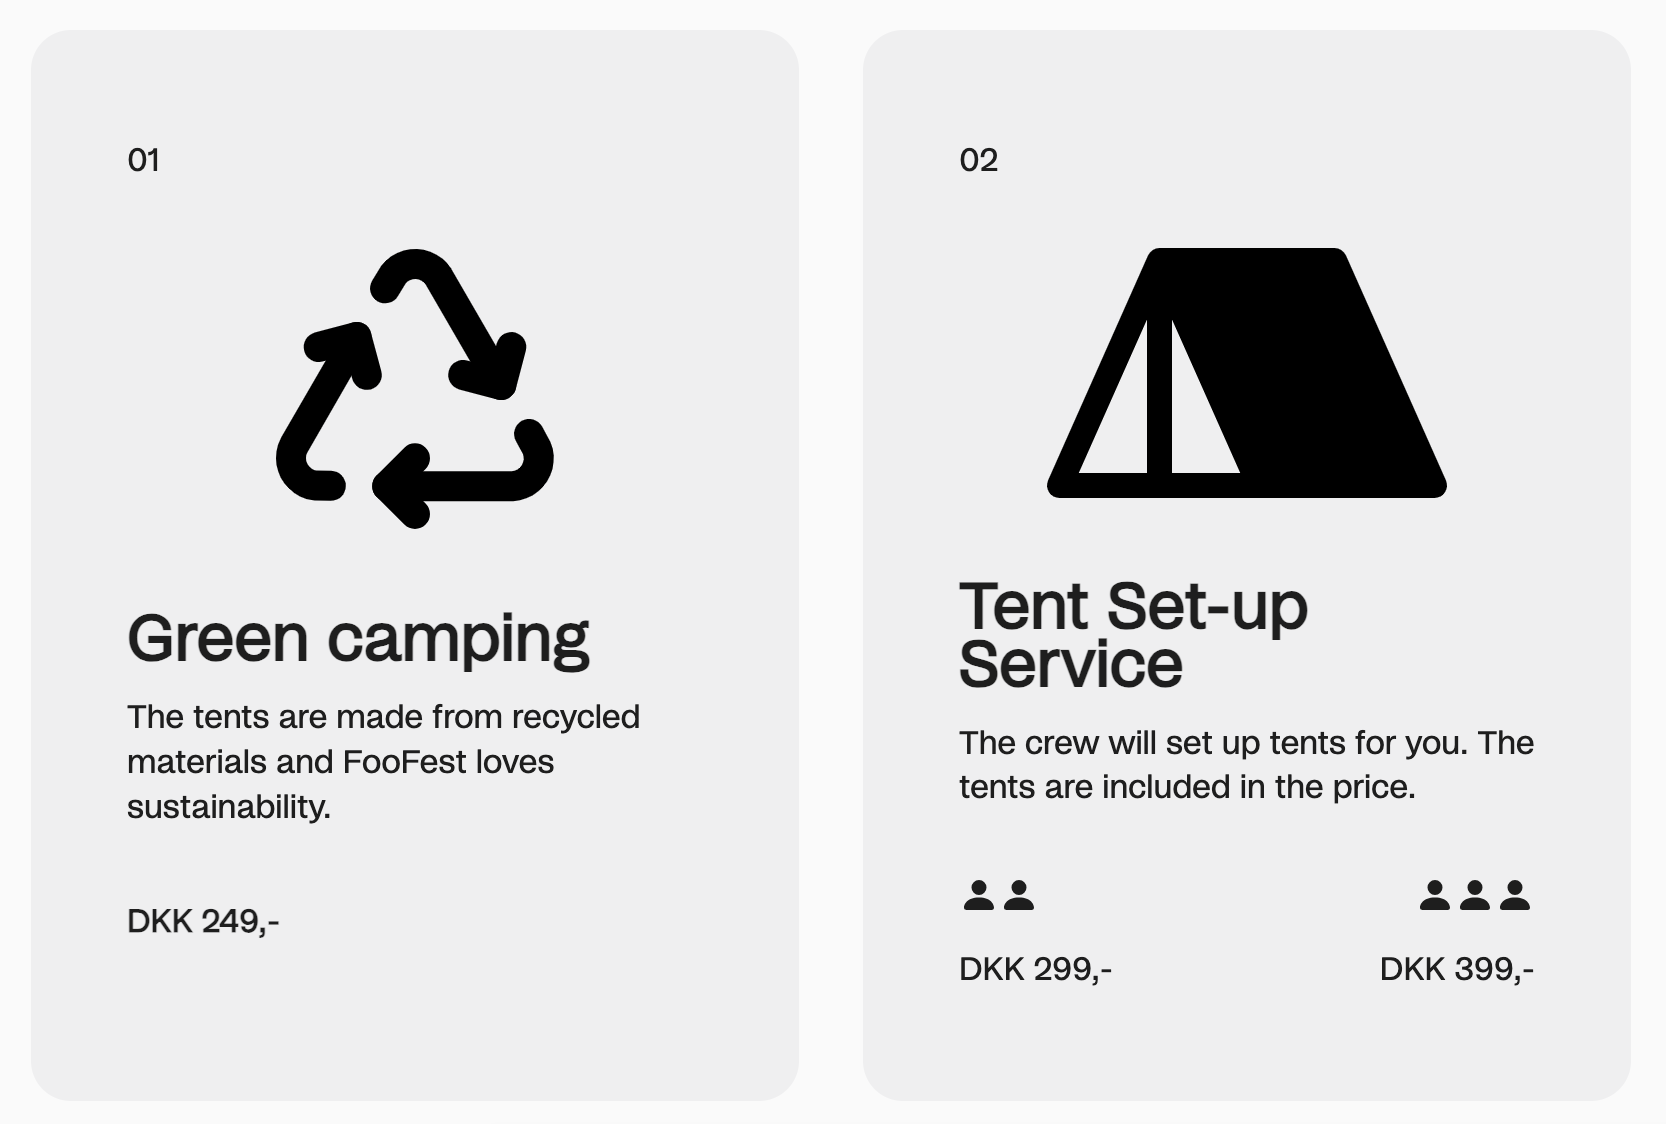 01
Green camping
The tents are made from recycled
materials and FooFest loves
sustainability.
DKK 249,-
02
Tent Set-up
Service
The crew will set up tents for you. The
tents are included in the price.
DKK 299,-
DKK 399,-